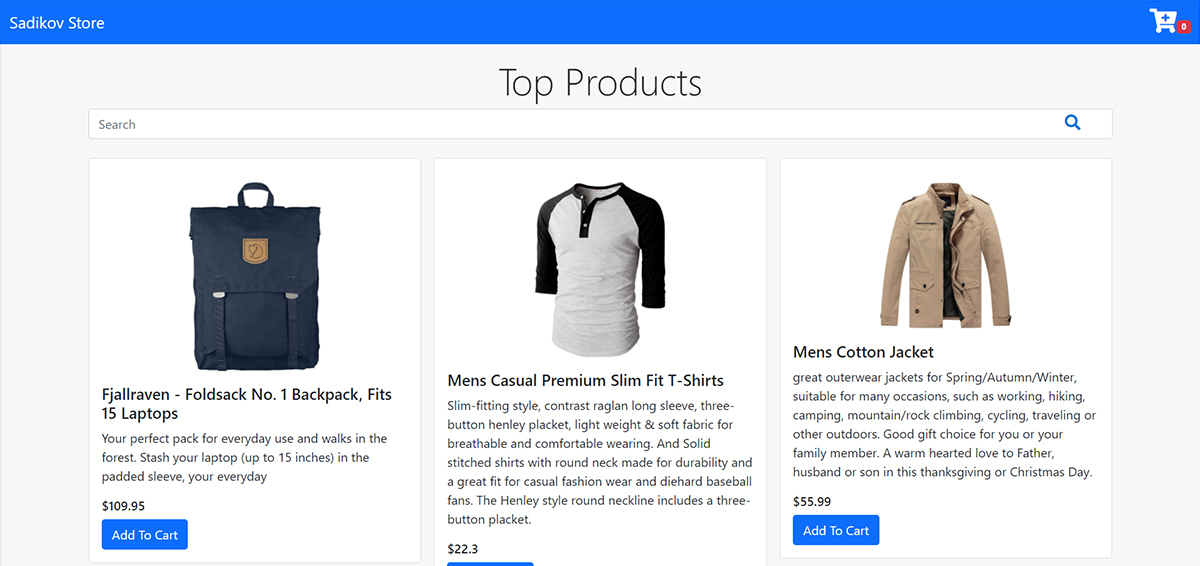 Sadikov Store
0
Top Products
Search
Fjallraven - Foldsack No. 1 Backpack, Fits
15 Laptops
Your perfect pack for everyday use and walks in the
forest. Stash your laptop (up to 15 inches) in the
padded sleeve, your everyday
$109.95
Add To Cart
Mens Casual Premium Slim Fit T-Shirts
Slim-fitting style, contrast raglan long sleeve, three-
button henley placket, light weight & soft fabric for
breathable and comfortable wearing. And Solid
stitched shirts with round neck made for durability and
a great fit for casual fashion wear and diehard baseball
fans. The Henley style round neckline includes a three-
button placket.
$22.3
Mens Cotton Jacket
great outerwear jackets for Spring/Autumn/Winter,
suitable for many occasions, such as working, hiking,
camping, mountain/rock climbing, cycling, traveling or
other outdoors. Good gift choice for you or your
family member. A warm hearted love to Father,
husband or son in this thanksgiving or Christmas Day.
$55.99
Add To Cart